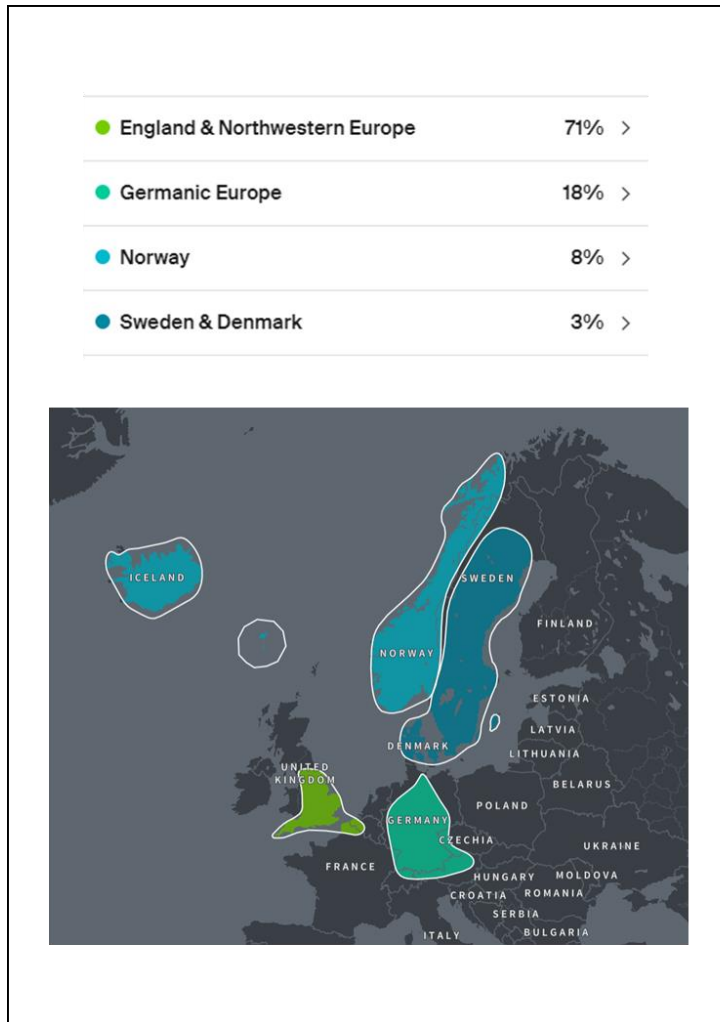 England & Northwestern Europe 71% >
Germanic Europe 18% >
Norway 8% >
Sweden & Denmark 3% >
ICELAND
SWEDEN
FINLAND
NORWAY
ESTONIA
LATVIA
DENMARK
LITHUANIA
UNITED
KINGDOM
BELARUS
POLAND
GERMANY
CZECHIA
UKRAINE
FRANCE
HUNGARY MOLDOVA
CROATIA ROMANIA
SERBIA
ITALY
BULGARIA